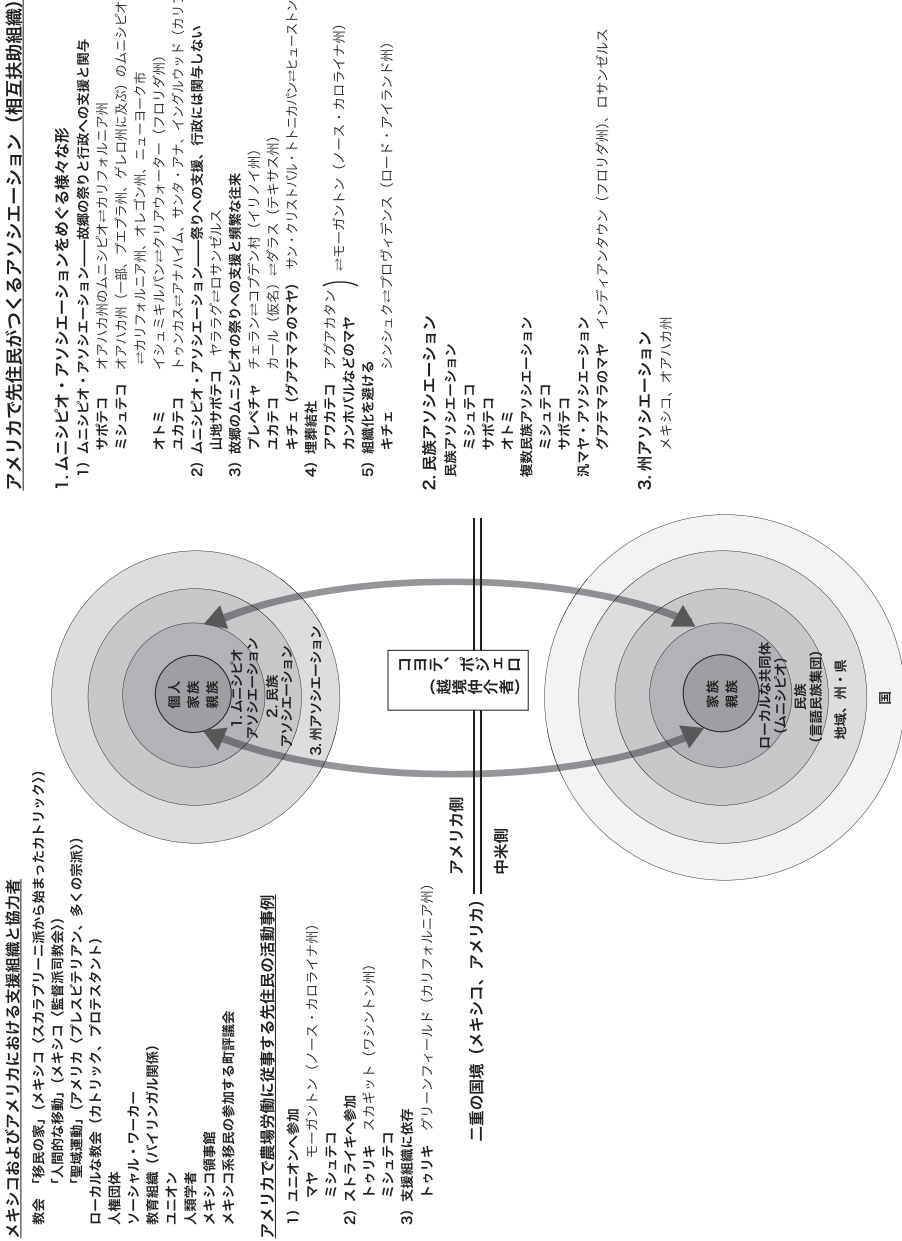 メキシコおよびアメリカにおける支援組織と協力者
教会 「移民の家」（メキシコ〈スカラブリーニ派から始まったカトリック〉）
「人間的な移動」（メキシコ〈監督派司教会〉）
「聖域運動」（アメリカ〈プレスビテリアン、多くの宗派〉）
ローカルな教会（カトリック、プロテスタント）
人権団体
ソーシャル・ワーカー
教育組織（バイリンガル関係）
ユニオン
人類学者
メキシコ領事館
メキシコ系移民の参加する町評議会
アメリカで農場労働に従事する先住民の活動事例
1）ユニオンへ参加
マヤ　モーガントン（ノース・カロライナ州）
ミシュテコ
2）ストライキへ参加
トゥリキ　スカギット（ワシントン州）
ミシュテコ
3）支援組織に依存
トゥリキ　グリーンフィールド（カリフォルニア州）
二重の国境（メキシコ、アメリカ）
アメリカ側
中米側
個人
家族
親族
1. ムニシピオ
アソシエーション
2. 民族
アソシエーション
3. 州アソシエーション
コヨテ、ポジェロ
（越境仲介者）
家族
親族
ローカルな共同体
（ムニシピオ）
民族
（言語民族集団）
地域、州・県
国
アメリカで先住民がつくるアソシエーション（相互扶助組織）
1. ムニシピオ・アソシエーションをめぐる様々な形
1）ムニシピオ・アソシエーション――故郷の祭りと行政への支援と関与
サポテコ　オアハカ州のムニシピオ⇄カリフォルニア州
ミシュテコ　オアハカ州（一部、プエブラ州、ゲレロ州に及ぶ）のムニシピオ
⇄カリフォルニア州、オレゴン州、ニューヨーク市
オトミ　イシュミキルパン⇄クリアウォーター（フロリダ州）
ユカテコ　トゥンカス⇄アナハイム、サンタ・アナ、イングルウッド（カリフ
2）ムニシピオ・アソシエーション――祭りへの支援、行政には関与しない
山地サポテコ　ヤララグ⇄ロサンゼルス
3）故郷のムニシピオの祭りへの支援と頻繁な往来
プレペチャ　チェラン⇄コブデン村（イリノイ州）
ユカテコ　カール（仮名）⇄ダラス（テキサス州）
キチェ（グアテマラのマヤ）　サン・クリストバル・トトニカパン⇄ヒューストン
4）埋葬結社
アワカテコ　アグアカタン
カンホバルなどのマヤ ）⇄モーガントン（ノース・カロライナ州）
5）組織化を避ける
キチェ　シンシュク⇄プロヴィデンス（ロード・アイランド州）
2. 民族アソシエーション
民族アソシエーション
ミシュテコ
サポテコ
オトミ
複数民族アソシエーション
ミシュテコ
サポテコ
汎マヤ・アソシエーション
グアテマラのマヤ　インディアンタウン（フロリダ州）、ロサンゼルス
3. 州アソシエーション
メキシコ、オアハカ州